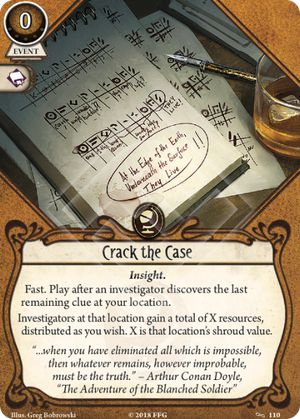 0
EVENT
At the Edge of the Earth,
Underneath the Surface!!
They Live
Crack the Case
Insight.
Fast. Play after an investigator discovers the last
remaining clue at your location.
Investigators at that location gain a total of X resources,
distributed as you wish. X is that location's shroud value.
"...when you have eliminated all which is impossible,
then whatever remains, however improbable,
must be the truth." – Arthur Conan Doyle,
"The Adventure of the Blanched Soldier"
Illus. Greg Bobrowski
© 2018 FFG
110